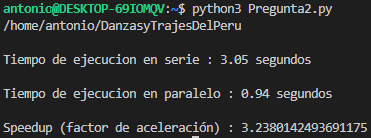 antonio@DESKTOP-69IOMQV:~$ python3 Pregunta2.py
/home/antonio/DanzasyTrajesDelPeru
Tiempo de ejecucion en serie : 3.05 segundos
Tiempo de ejecucion en paralelo : 0.94 segundos
Speedup (factor de aceleración) : 3.2380142493691175